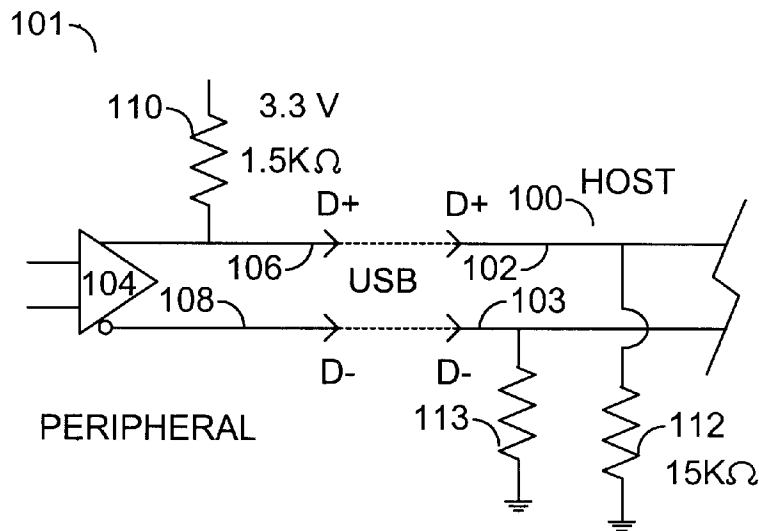 101
110
3.3 V
1.5KΩ
D+
D+
100
HOST
104
106
USB
102
108
103
D-
D-
PERIPHERAL
113
112
15KΩ